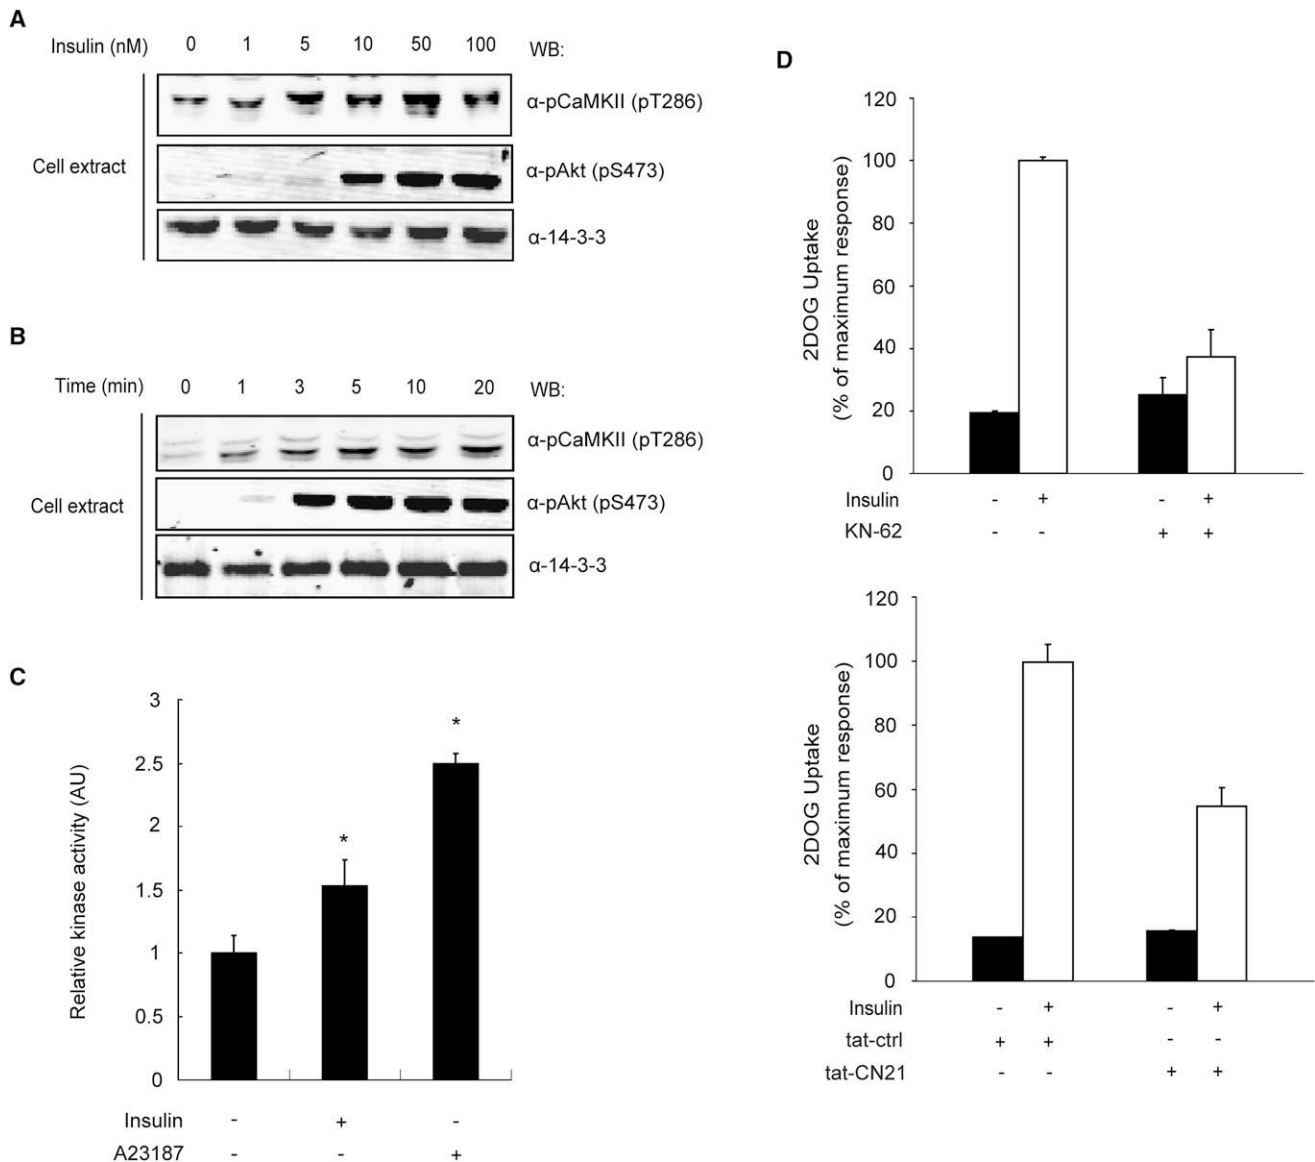 A
Insulin (nM) 0 1 5 10 50 100 WB:
α-pCaMKII (pT286)
Cell extract
α-pAkt (pS473)
α-14-3-3
B
Time (min) 0 1 3 5 10 20 WB:
α-pCaMKII (pT286)
Cell extract
α-pAkt (pS473)
α-14-3-3
C
Relative kinase activity (AU)
3
2.5
2
1.5
1
0.5
0
* *
Insulin - + -
A23187 - - +
D
2DOG Uptake
(% of maximum response)
120
100
80
60
40
20
0
Insulin - + - +
KN-62 - - + +
2DOG Uptake
(% of maximum response)
120
100
80
60
40
20
0
Insulin - + - +
tat-ctrl + + - -
tat-CN21 - - + +